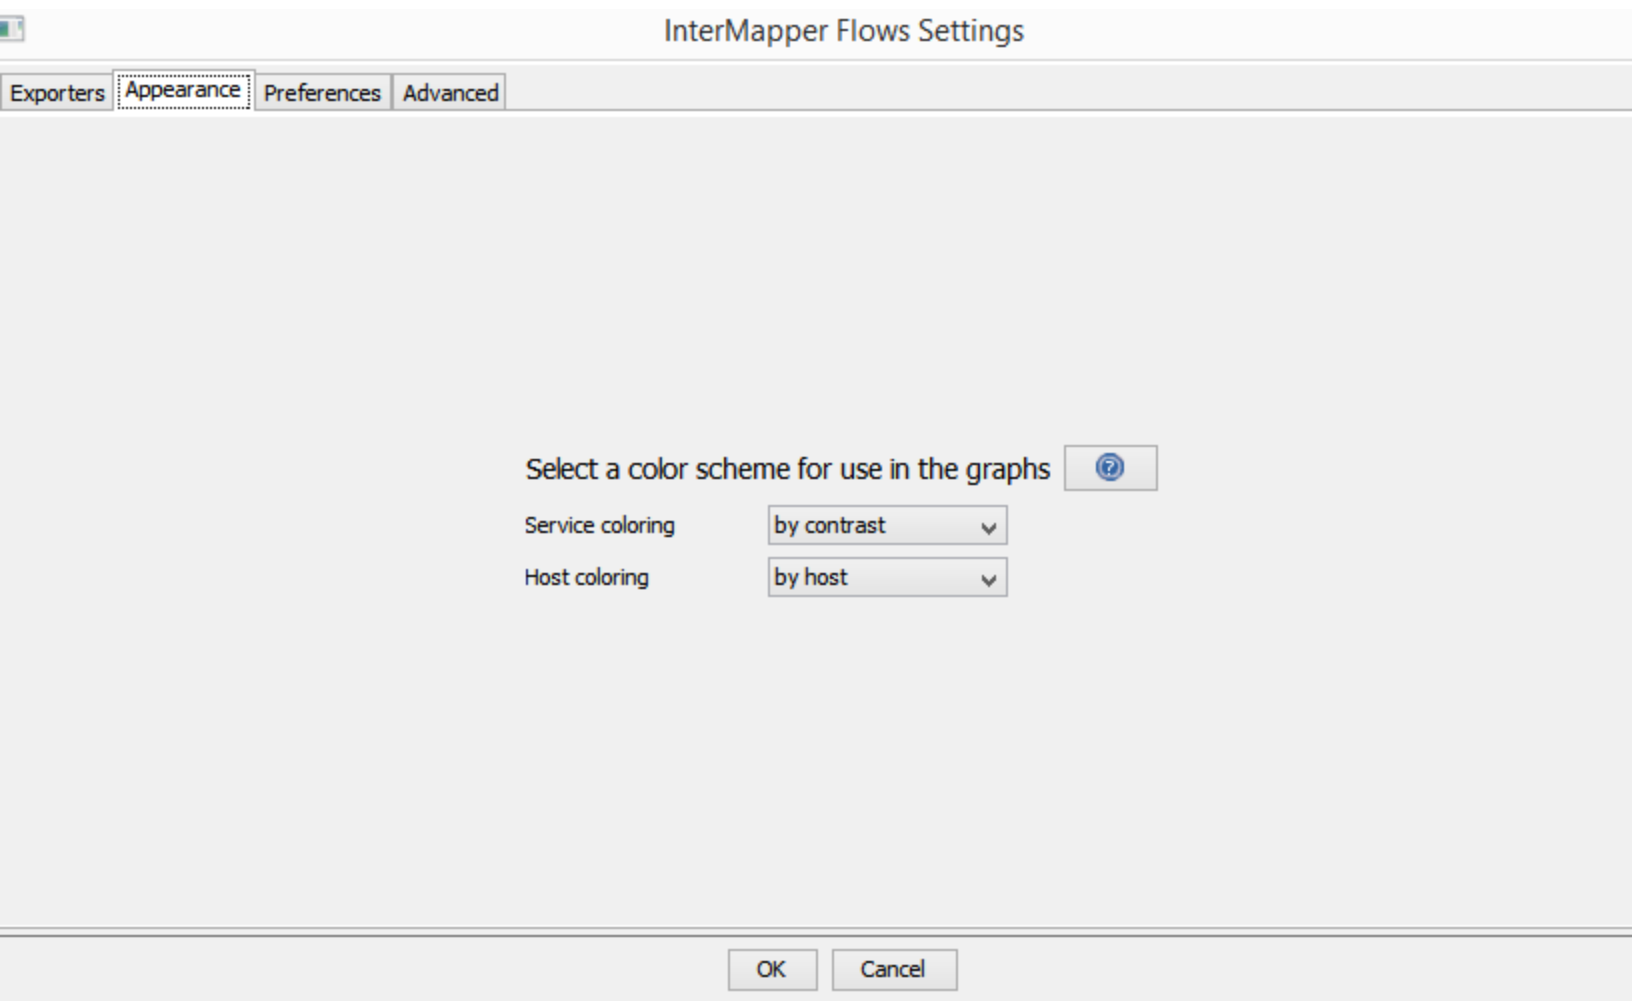 InterMapper Flows Settings
Exporters Appearance Preferences Advanced
Select a color scheme for use in the graphs ?
Service coloring by contrast
Host coloring by host
OK Cancel